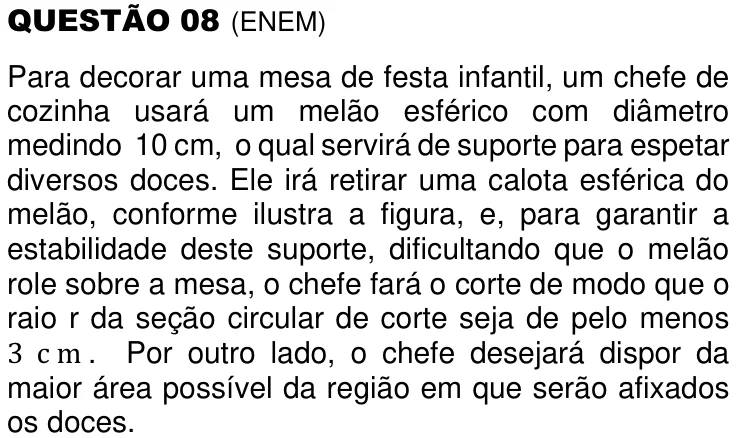 QUESTÃO 08 (ENEM)
Para decorar uma mesa de festa infantil, um chefe de
cozinha usará um melão esférico com diâmetro
medindo 10 cm, o qual servirá de suporte para espetar
diversos doces. Ele irá retirar uma calota esférica do
melão, conforme ilustra a figura, e, para garantir a
estabilidade deste suporte, dificultando que o melão
role sobre a mesa, o chefe fará o corte de modo que o
raio r da seção circular de corte seja de pelo menos
3 cm. Por outro lado, o chefe desejará dispor da
maior área possível da região em que serão afixados
os doces.